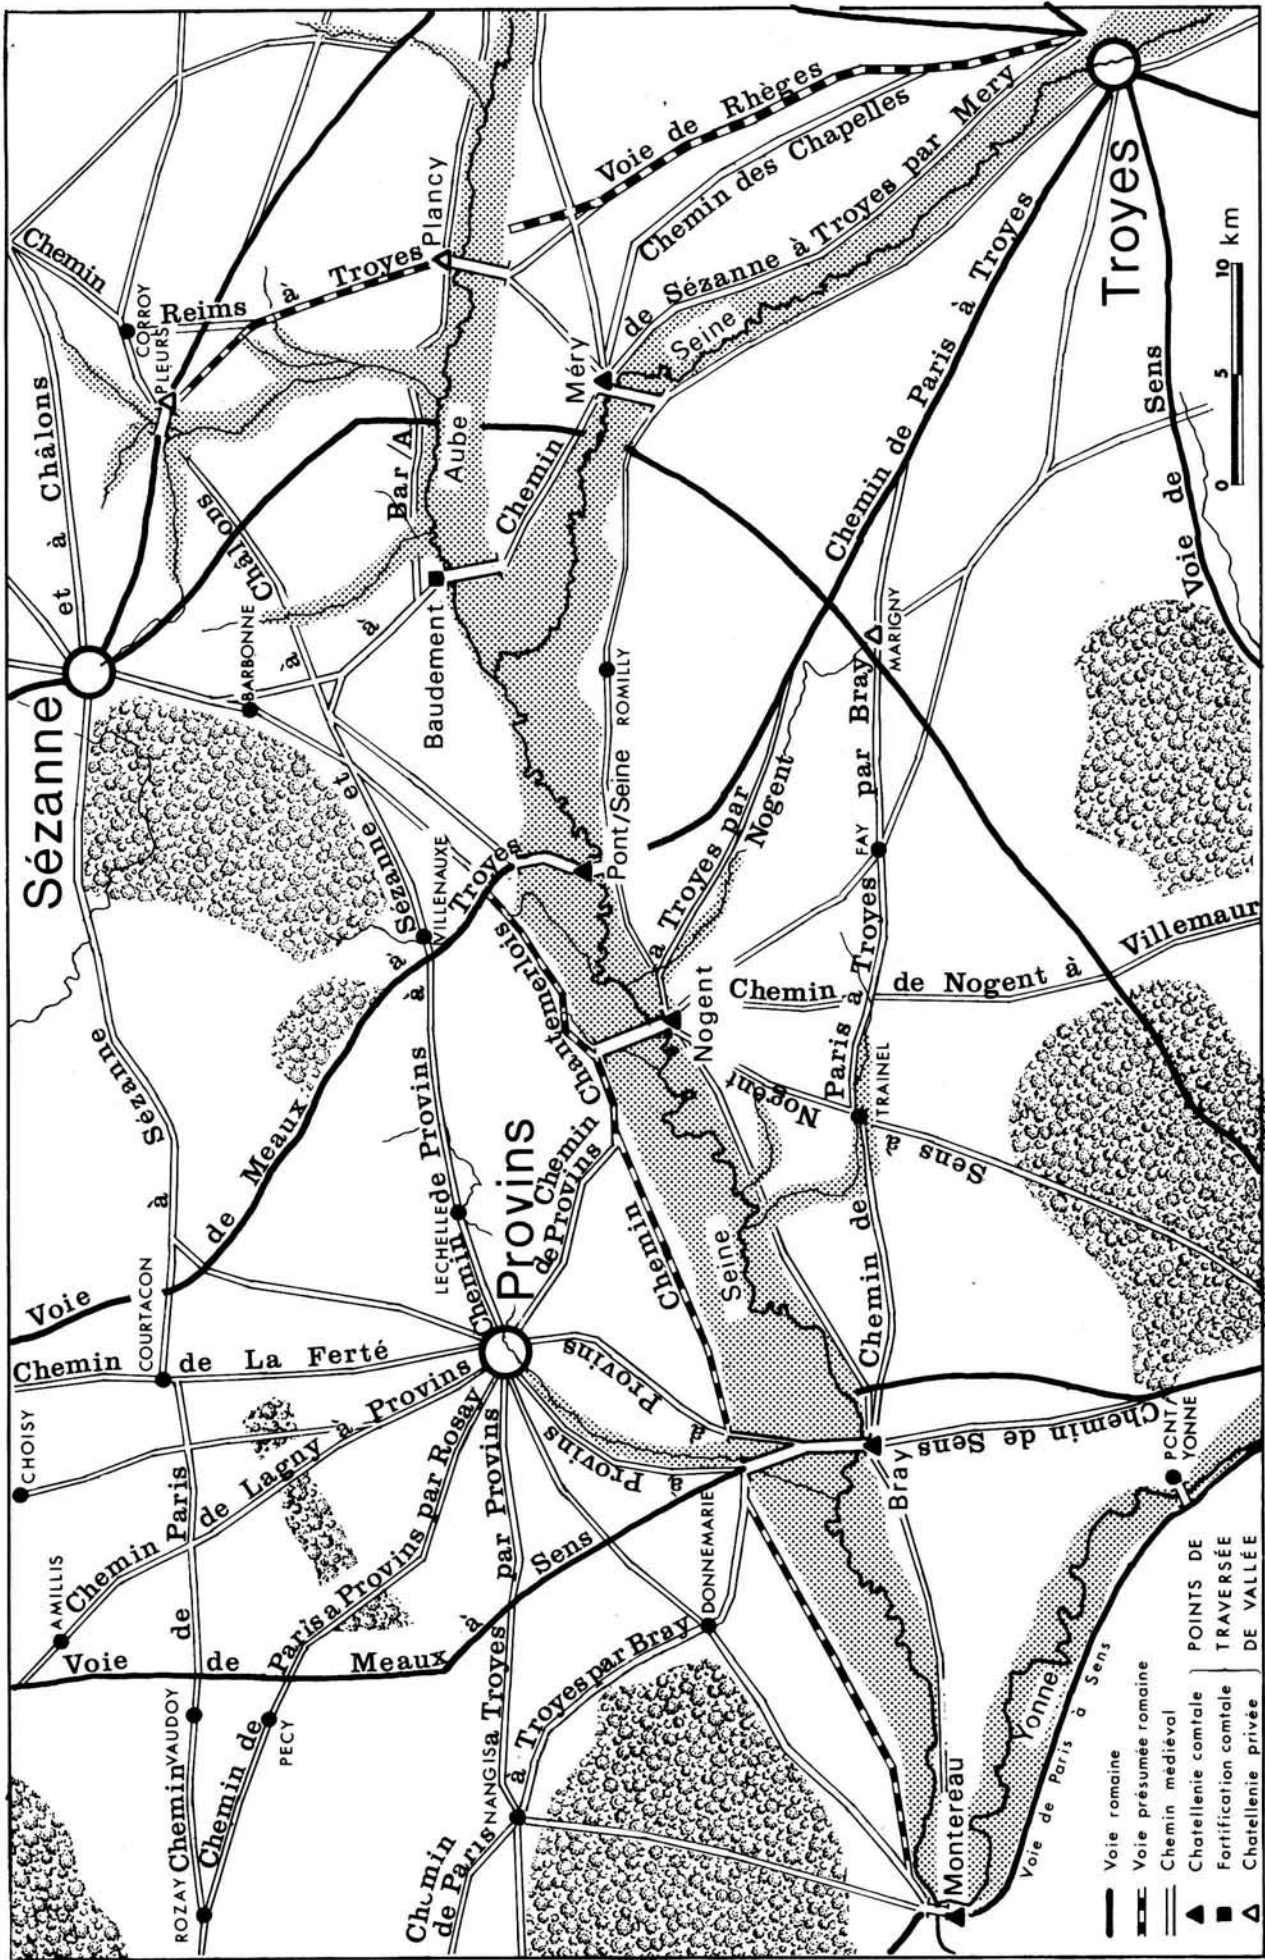 Sézanne
Troyes
Provins
Chemin
et à Châlons
CORROY
PLEURS
Reims à Troyes
Plancy
Voie de Rhèges
Chemin des Chapelles
de Sézanne à Troyes par Mery
Méry
Seine
Aube
Bar / A
Chemin
Châlons
à
à
à
BARBONNE
Baudement
ROMILLY
Chemin de Paris à Troyes
Voie de Sens
0 5 10 km
MARIGNY
FAY
Pont/Seine
VILLENAUXE
Sézanne et
Troyes
a Troyes par Nogent
Paris a Troyes par Bray
Chemin de Nogent à Villemaur
Nogent
Nogent
à
Sens
TRAINEL
Chantemerlois
Chemin
Chemin de Provins
Chemin de Provins à à Sézanne
LECHELLE
Voie de Meaux à
à Sézanne
COURTACON
Chemin de La Ferté
CHOISY
AMILLIS
Chemin de Lagny à Provins
Voie de Meaux à Sens
ROZAY
VAUDOY
Chemin de Paris
PECY
Chemin de Paris a Provins par Rosay
NANGIS
Chemin de Paris
a Troyes par Provins
a Troyes par Bray
DONNEMARIE
Provins
à
Provins
à
Seine
Chemin de
Bray
Chemin de Sens
PONT/
YONNE
Yonne
Montereau
Voie de Paris à Sens
Voie romaine
Voie présumée romaine
Chemin médiéval
Chatellenie comtale
Fortification comtale
Chatellenie privée
POINTS DE
TRAVERSÉE
DE VALLÉE